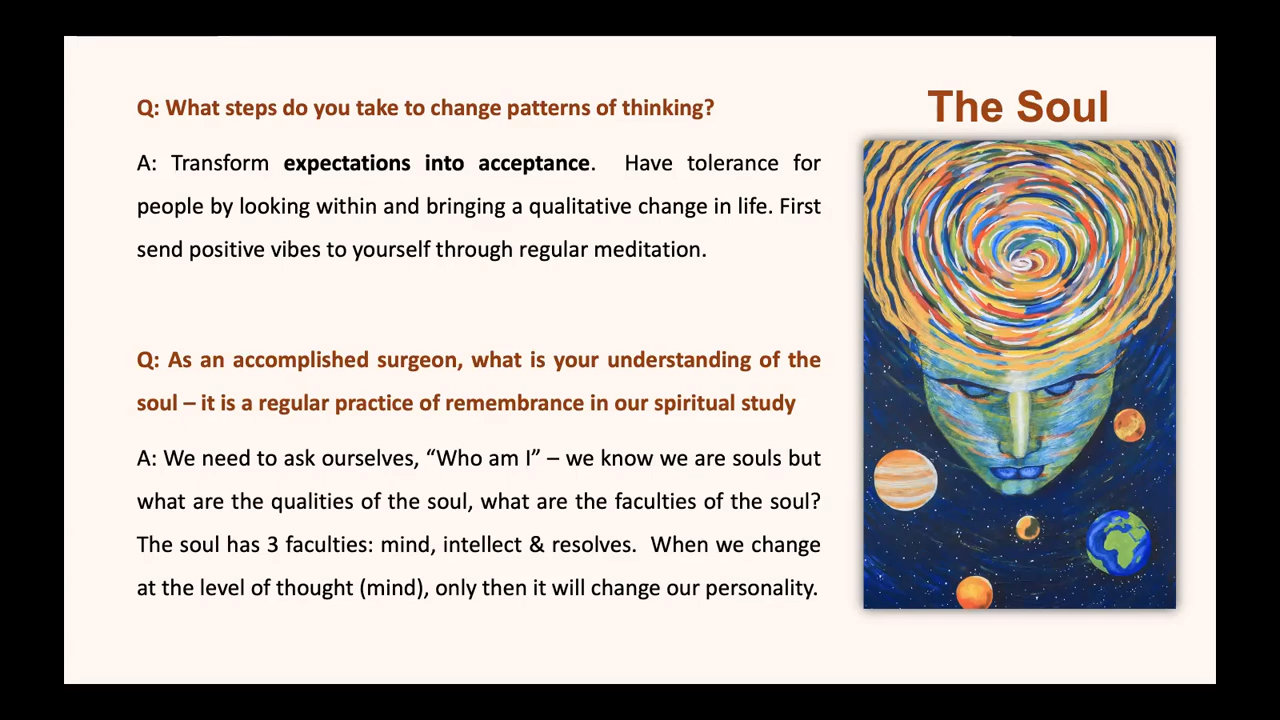 Q: What steps do you take to change patterns of thinking?
A: Transform expectations into acceptance. Have tolerance for
people by looking within and bringing a qualitative change in life. First
send positive vibes to yourself through regular meditation.
Q: As an accomplished surgeon, what is your understanding of the
soul – it is a regular practice of remembrance in our spiritual study
A: We need to ask ourselves, “Who am I” – we know we are souls but
what are the qualities of the soul, what are the faculties of the soul?
The soul has 3 faculties: mind, intellect & resolves. When we change
at the level of thought (mind), only then it will change our personality.
The Soul